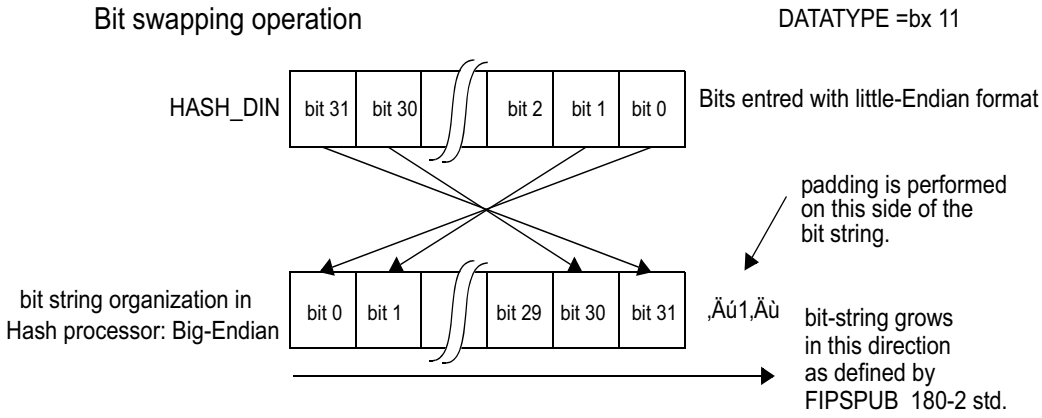 Bit swapping operation
DATATYPE =bx 11
HASH_DIN
bit 31 bit 30 bit 2 bit 1 bit 0
Bits entred with little-Endian format
padding is performed
on this side of the
bit string.
bit string organization in
Hash processor: Big-Endian
bit 0 bit 1 bit 29 bit 30 bit 31
‚Äú1‚Äù
bit-string grows
in this direction
as defined by
FIPSPUB 180-2 std.